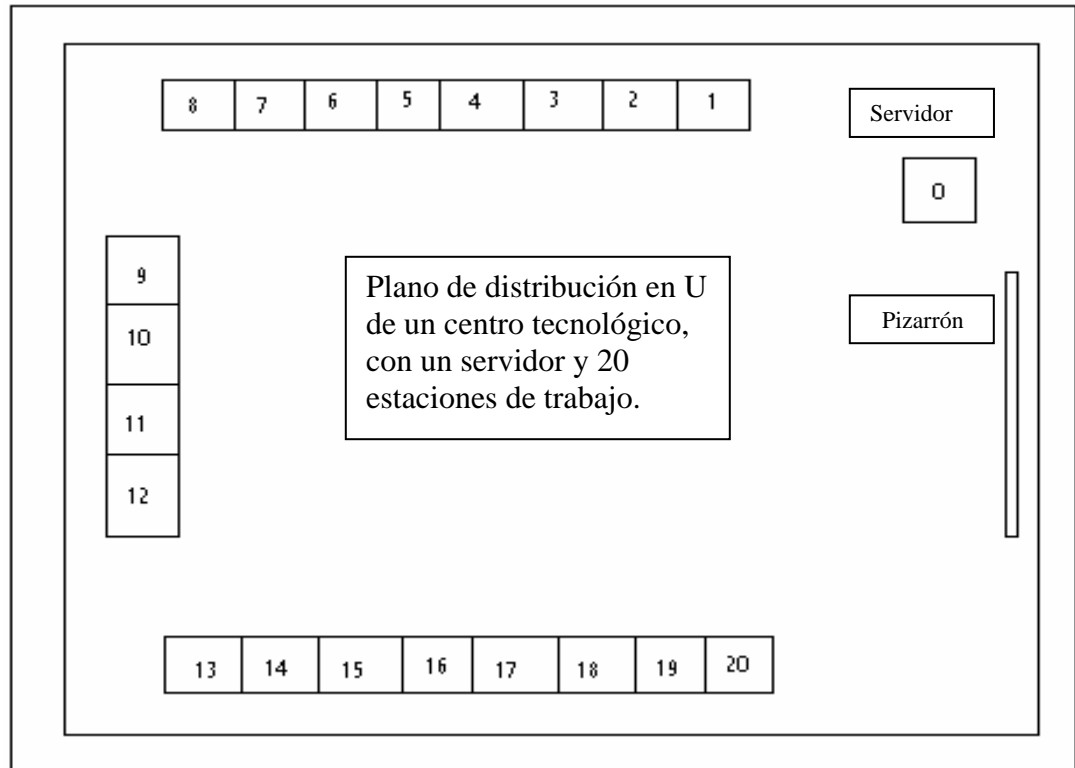 8 7 6 5 4 3 2 1
Servidor
0
9
10
11
12
Plano de distribución en U
de un centro tecnológico,
con un servidor y 20
estaciones de trabajo.
Pizarrón
13 14 15 16 17 18 19 20